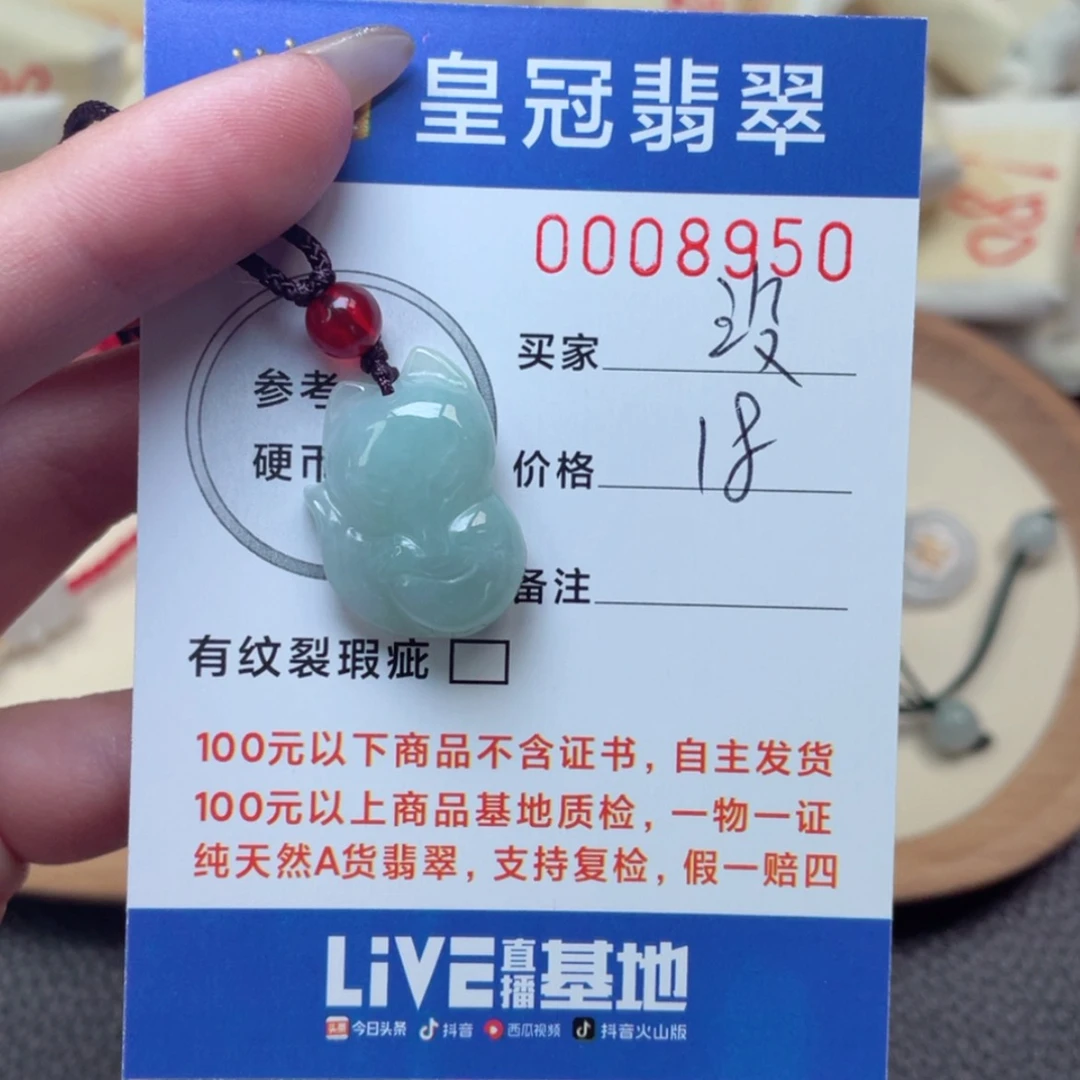 皇冠翡翠
0008950
买家
参考
硬币
价格 18
备注
有纹裂瑕疵
100元以下商品不含证书，自主发货
100元以上商品基地质检，一物一证
纯天然A货翡翠，支持复检，假一赔四
LiVE直播基地
头条 今日头条 抖音 西瓜视频 抖音火山版
180